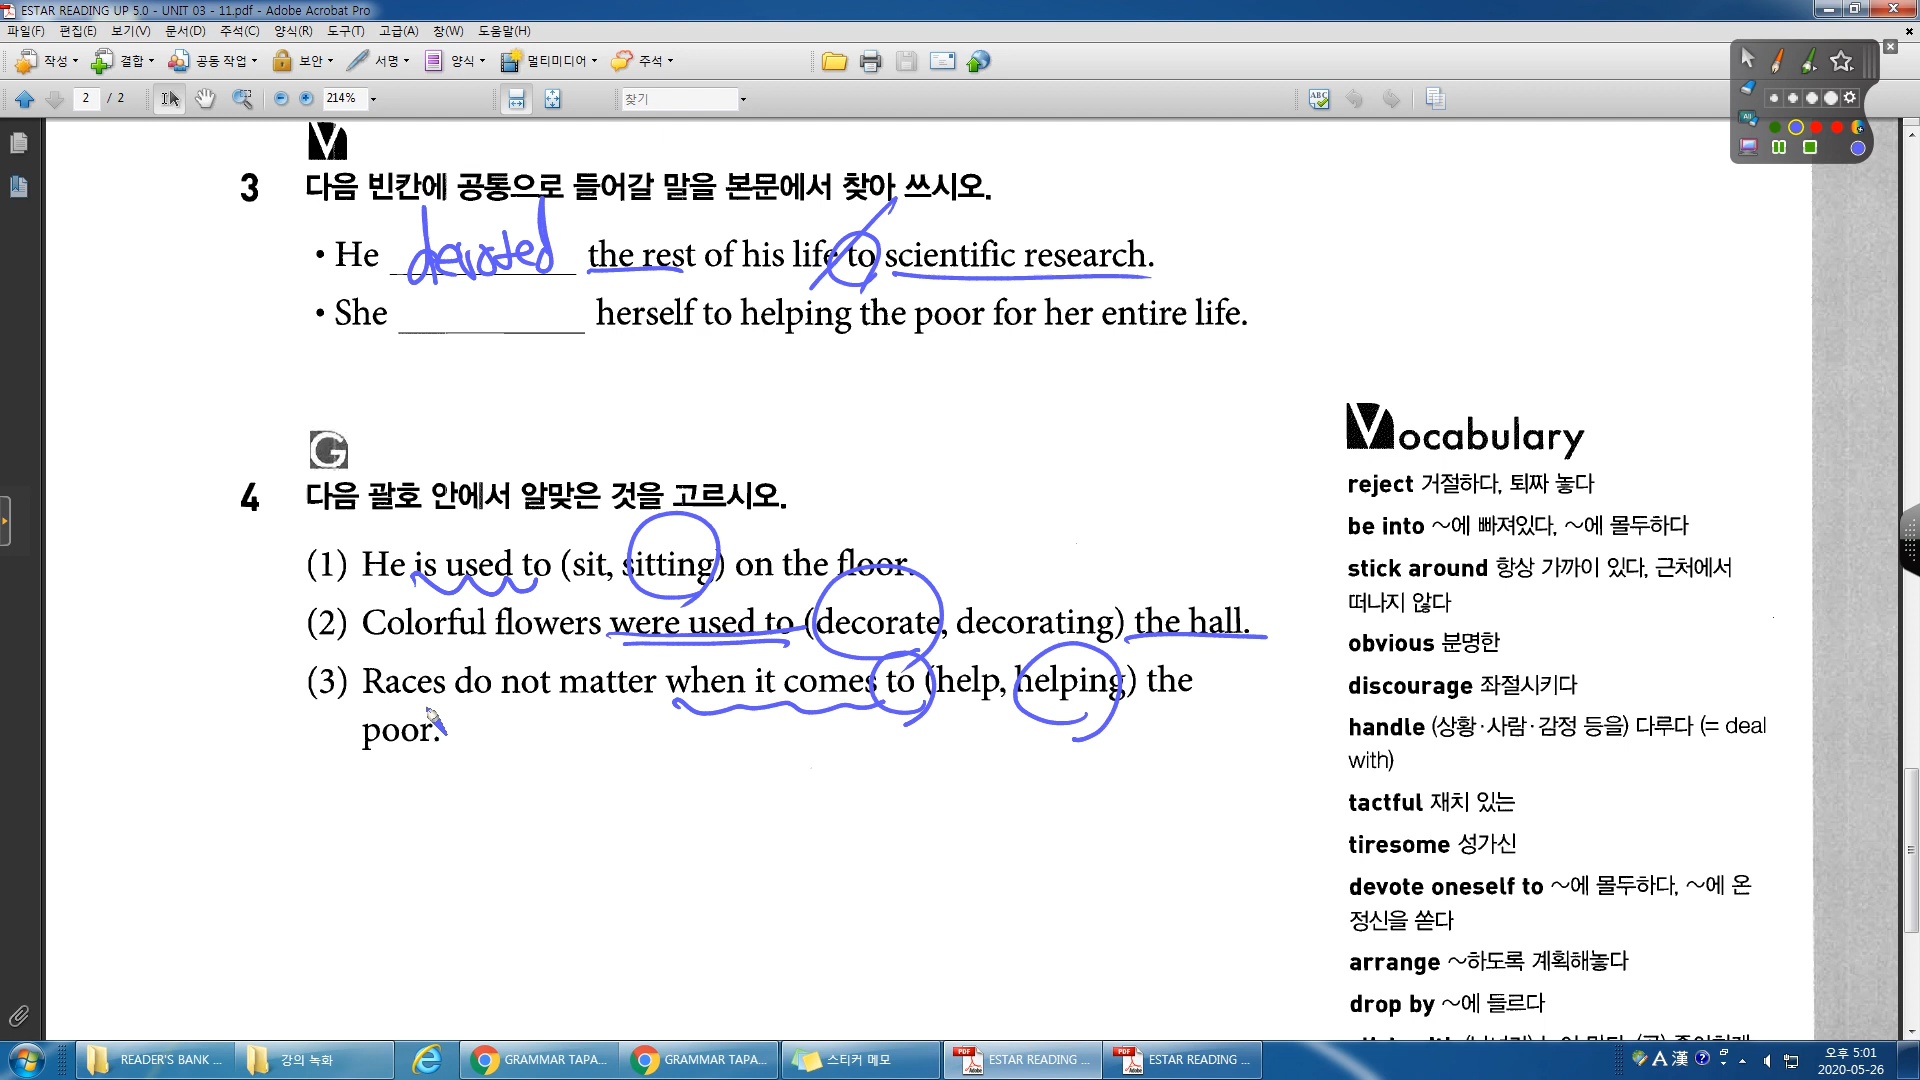 ESTAR READING UP 5.0 - UNIT 03 - 11.pdf - Adobe Acrobat Pro
파일(F) 편집(E) 보기(V) 문서(D) 주석(C) 양식(R) 도구(T) 고급(A) 창(W) 도움말(H)
작성 결합 공동 작업 보안 서명 양식 멀티미디어 주석
2 / 2 214% 찾기
V
3 다음 빈칸에 공통으로 들어갈 말을 본문에서 찾아 쓰시오.
• He devoted the rest of his life to scientific research.
• She ________ herself to helping the poor for her entire life.
G
4 다음 괄호 안에서 알맞은 것을 고르시오.
(1) He is used to (sit, sitting) on the floor.
(2) Colorful flowers were used to (decorate, decorating) the hall.
(3) Races do not matter when it comes to (help, helping) the
poor.
Vocabulary
reject 거절하다, 퇴짜 놓다
be into ~에 빠져있다, ~에 몰두하다
stick around 항상 가까이 있다, 근처에서
떠나지 않다
obvious 분명한
discourage 좌절시키다
handle (상황·사람·감정 등을) 다루다 (= deal
with)
tactful 재치 있는
tiresome 성가신
devote oneself to ~에 몰두하다, ~에 온
정신을 쏟다
arrange ~하도록 계획해놓다
drop by ~에 들르다
READER'S BANK ... 강의 녹화 GRAMMAR TAPA... GRAMMAR TAPA... 스티커 메모 ESTAR READING ... ESTAR READING ... A 漢 오후 5:01
2020-05-26